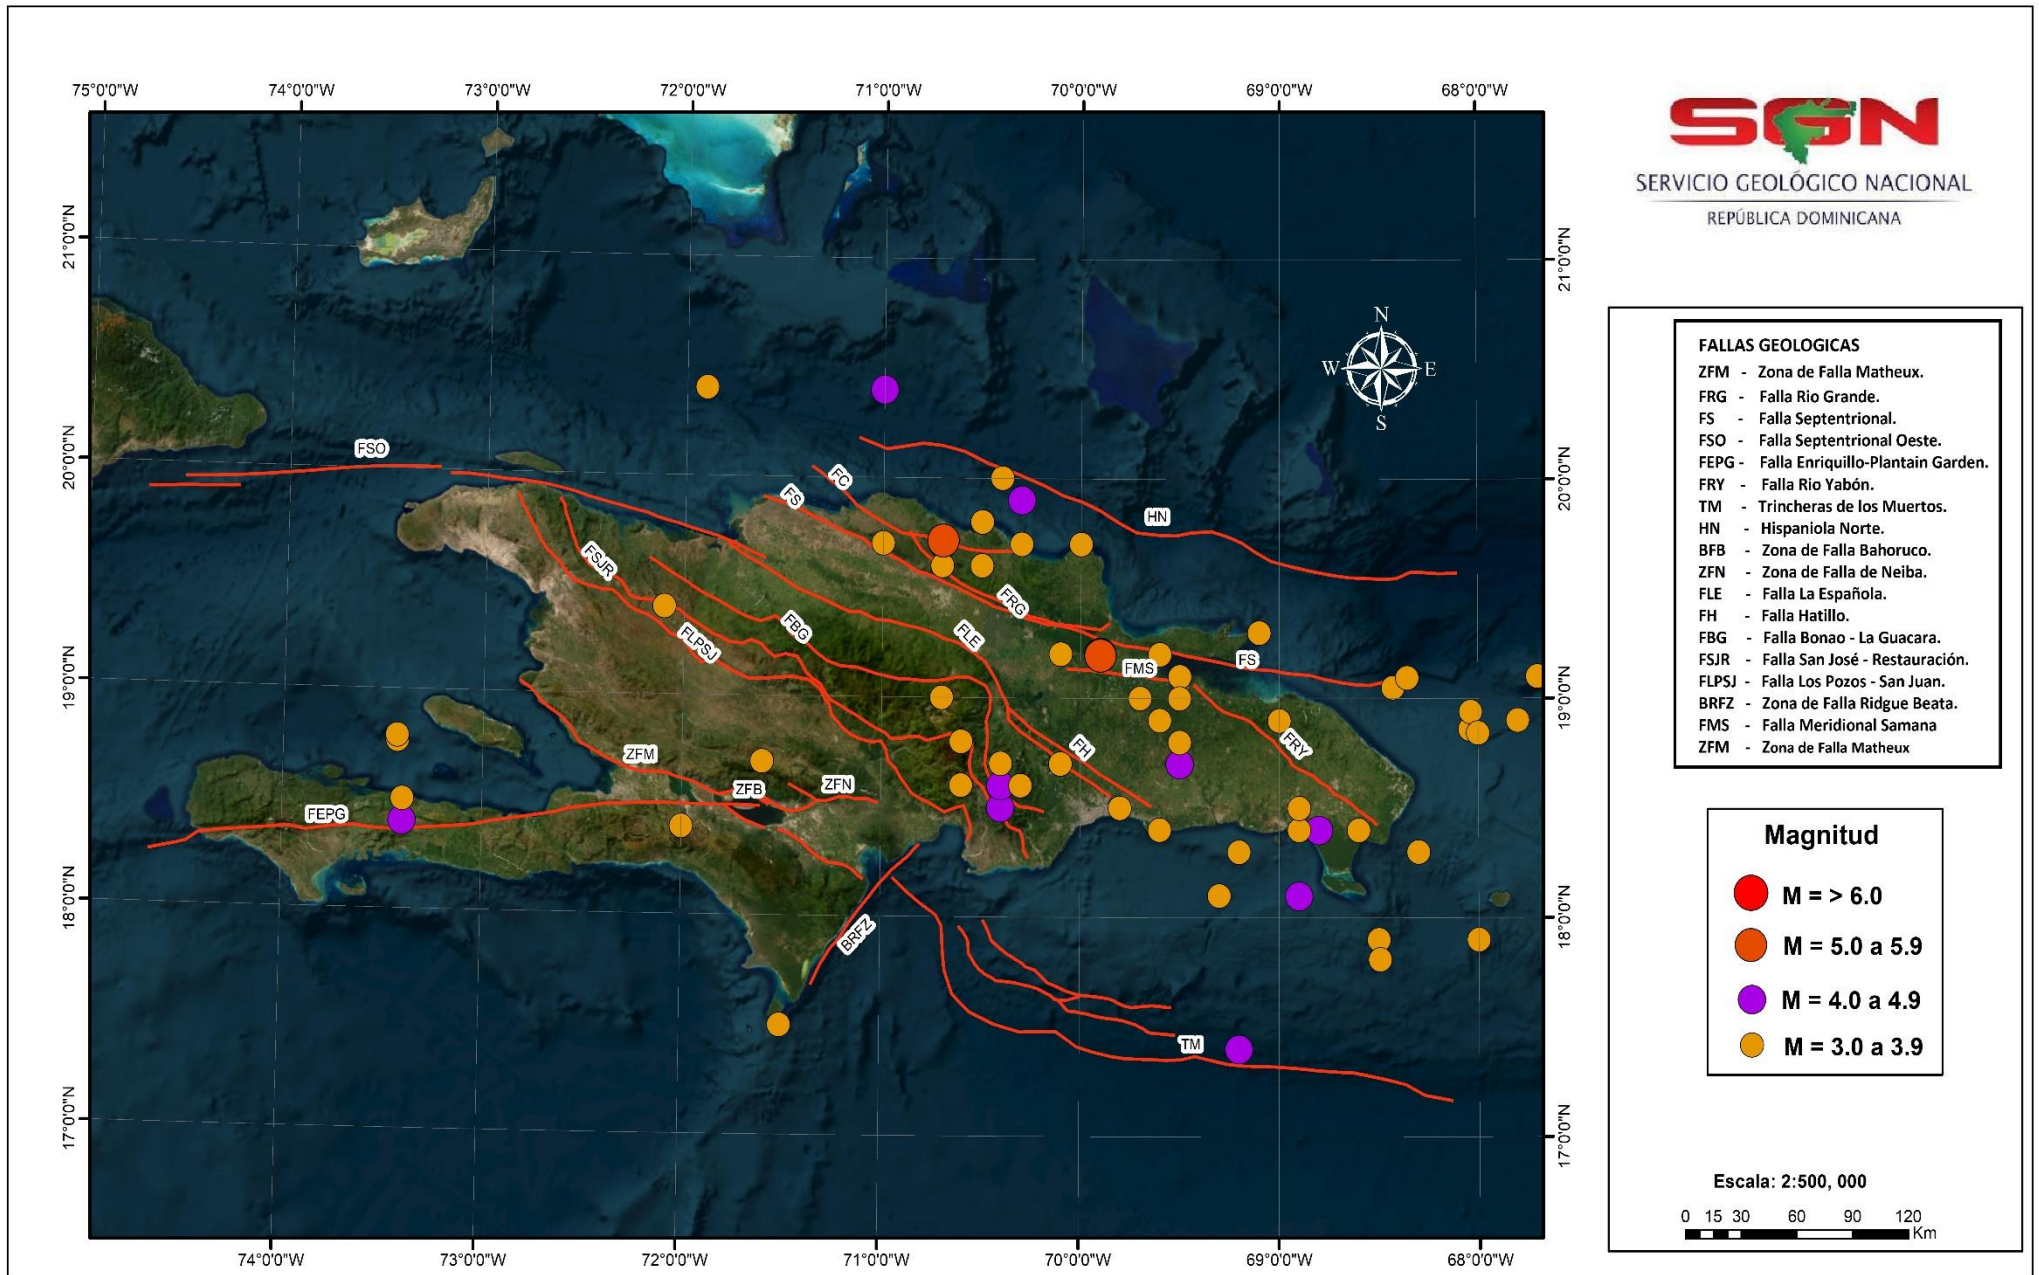 75°0'0"W 74°0'0"W 73°0'0"W 72°0'0"W 71°0'0"W 70°0'0"W 69°0'0"W 68°0'0"W
21°0'0"N
20°0'0"N
19°0'0"N
18°0'0"N
17°0'0"N
N
W E
S
FSO
FC
FS
HN
FSJR
FRG
FBG
FLE
FLPSJ
FS
FMS
FH
FRY
ZFM
ZFN
ZFB
FEPG
BRFZ
TM
21°0'0"N
20°0'0"N
19°0'0"N
18°0'0"N
17°0'0"N
74°0'0"W 73°0'0"W 72°0'0"W 71°0'0"W 70°0'0"W 69°0'0"W 68°0'0"W
SGN
SERVICIO GEOLÓGICO NACIONAL
REPÚBLICA DOMINICANA
FALLAS GEOLOGICAS
ZFM - Zona de Falla Matheux.
FRG - Falla Rio Grande.
FS - Falla Septentrional.
FSO - Falla Septentrional Oeste.
FEPG - Falla Enriquillo-Plantain Garden.
FRY - Falla Rio Yabón.
TM - Trincheras de los Muertos.
HN - Hispaniola Norte.
BFB - Zona de Falla Bahoruco.
ZFN - Zona de Falla de Neiba.
FLE - Falla La Española.
FH - Falla Hatillo.
FBG - Falla Bonao - La Guacara.
FSJR - Falla San José - Restauración.
FLPSJ - Falla Los Pozos - San Juan.
BRFZ - Zona de Falla Ridgue Beata.
FMS - Falla Meridional Samana
ZFM - Zona de Falla Matheux
Magnitud
M = > 6.0
M = 5.0 a 5.9
M = 4.0 a 4.9
M = 3.0 a 3.9
Escala: 2:500, 000
0 15 30 60 90 120
Km